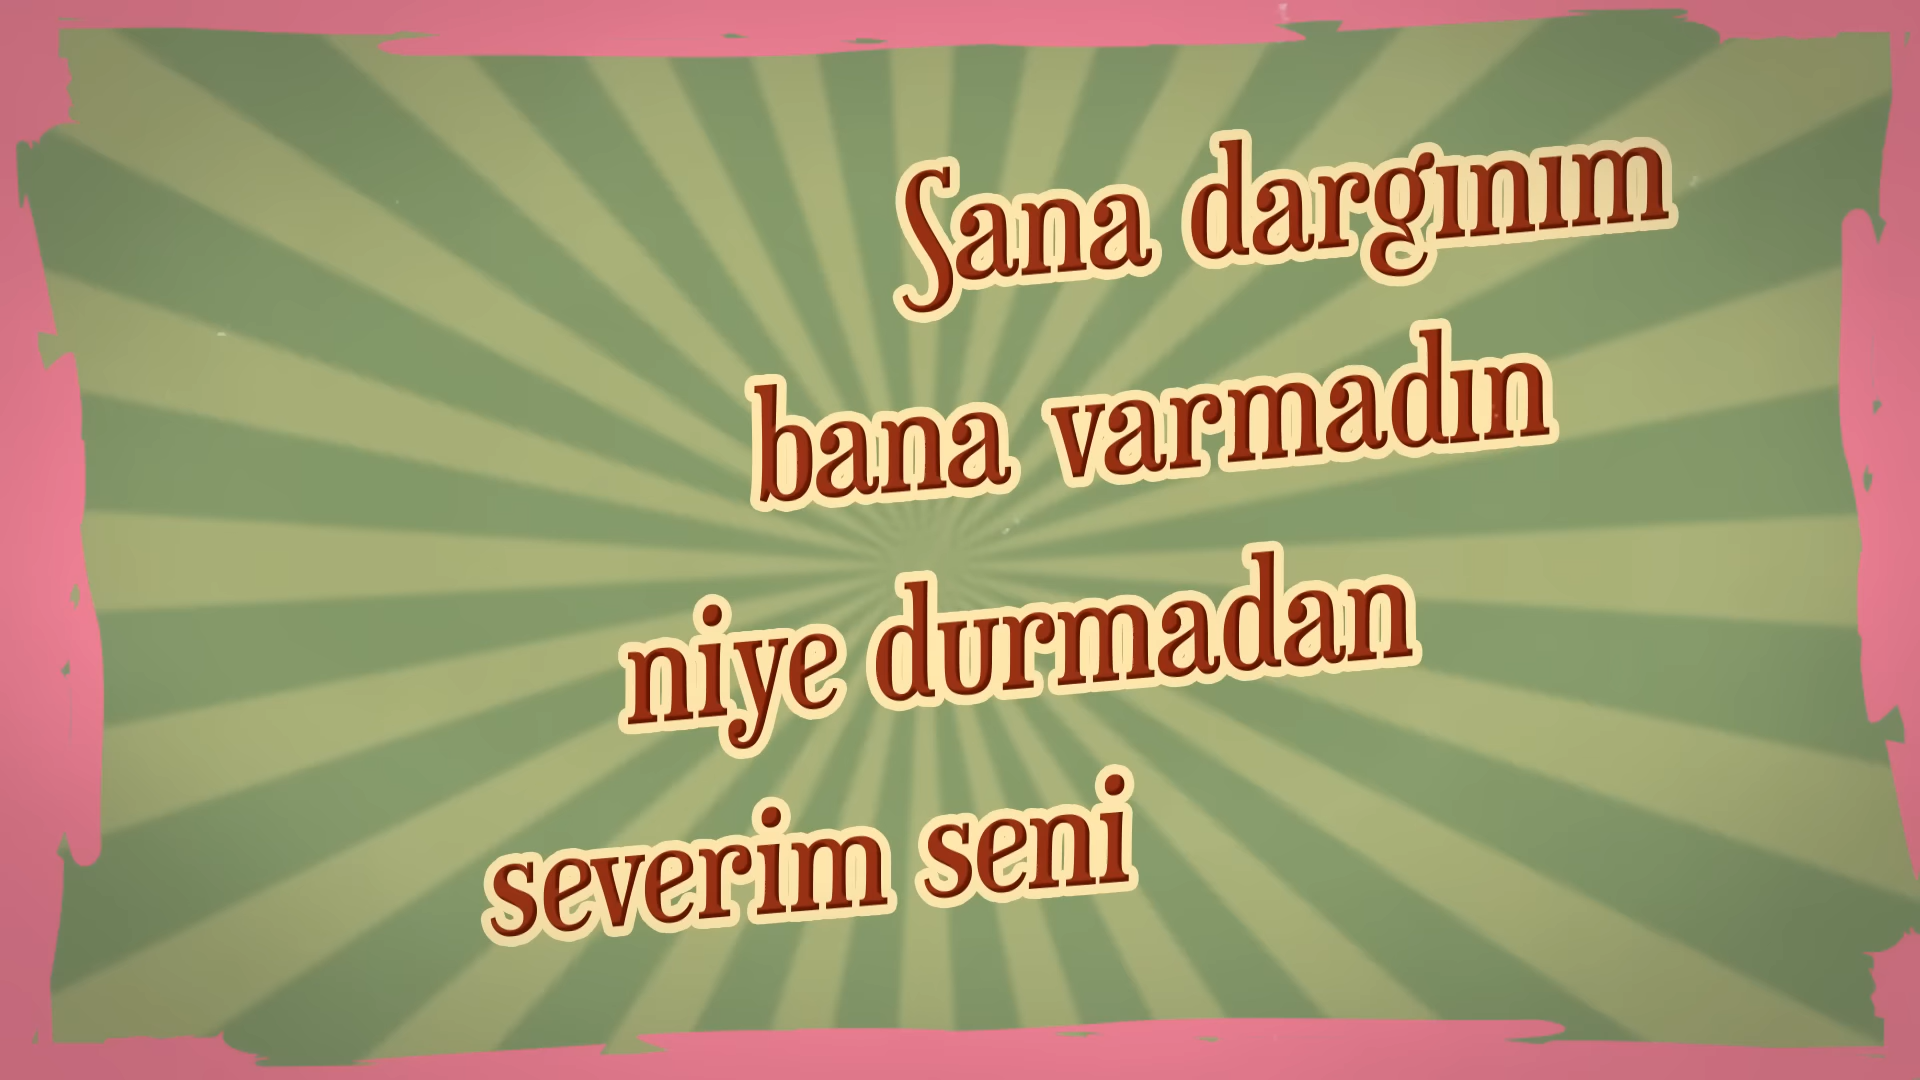 Sana dargınım
bana varmadın
niye durmadan
severim seni